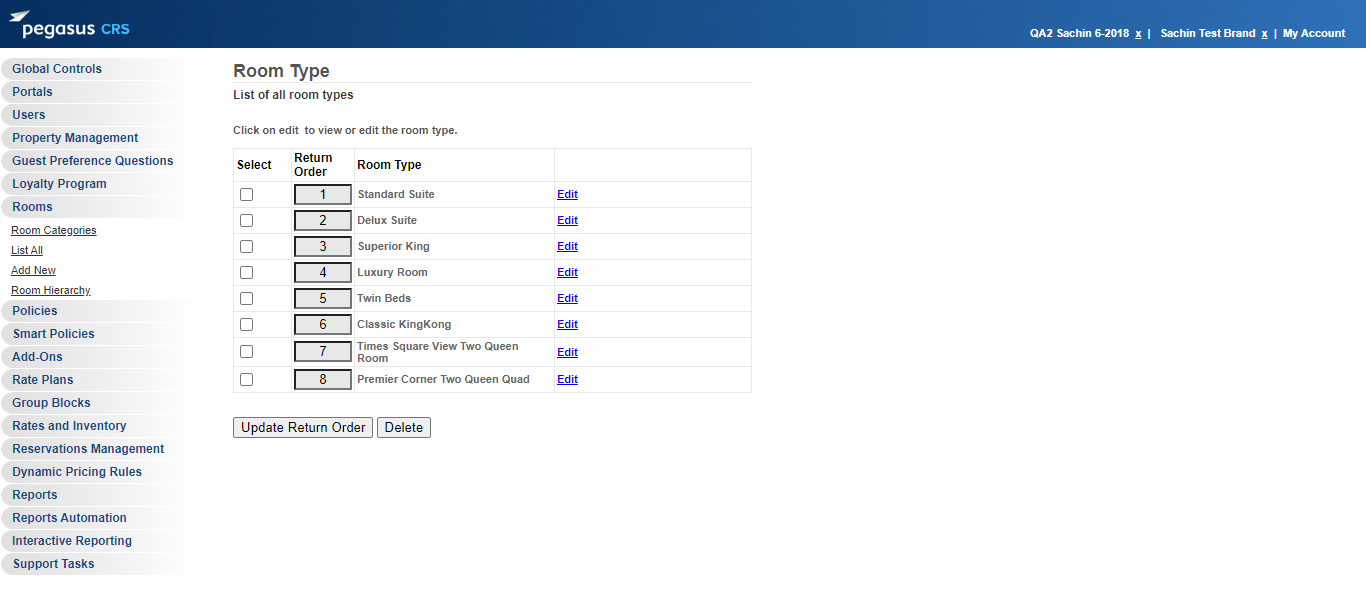 pegasus CRS
QA2 Sachin 6-2018 x | Sachin Test Brand x | My Account
Global Controls
Portals
Users
Property Management
Guest Preference Questions
Loyalty Program
Rooms
Room Categories
List All
Add New
Room Hierarchy
Policies
Smart Policies
Add-Ons
Rate Plans
Group Blocks
Rates and Inventory
Reservations Management
Dynamic Pricing Rules
Reports
Reports Automation
Interactive Reporting
Support Tasks
Room Type
List of all room types
Click on edit to view or edit the room type.
Select Return Order Room Type
1 Standard Suite Edit
2 Delux Suite Edit
3 Superior King Edit
4 Luxury Room Edit
5 Twin Beds Edit
6 Classic KingKong Edit
7 Times Square View Two Queen Room Edit
8 Premier Corner Two Queen Quad Edit
Update Return Order Delete